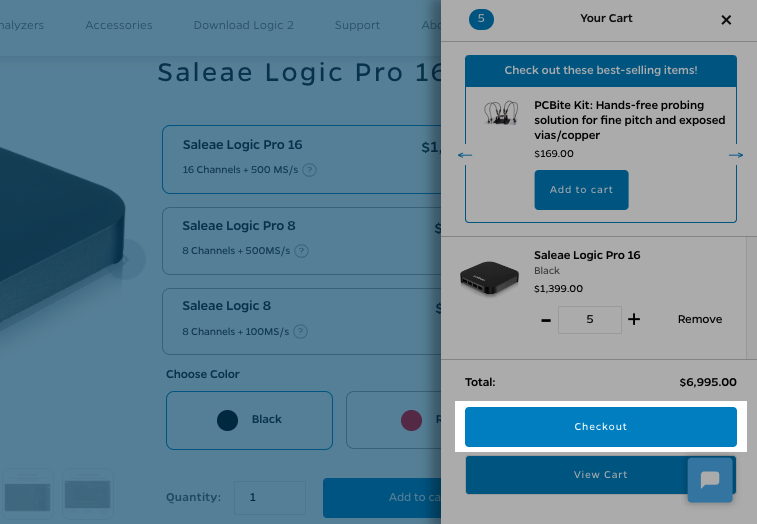 Accessories
Download Logic 2
Support
Saleae Logic Pro 16
Saleae Logic Pro 16
16 Channels + 500 MS/s ?
Saleae Logic Pro 8
8 Channels + 500MS/s ?
Saleae Logic 8
8 Channels + 100MS/s ?
Choose Color
Black
Quantity:
1
Add to ca
5
Your Cart
Check out these best-selling items!
PCBite Kit: Hands-free probing
solution for fine pitch and exposed
vias/copper
$169.00
Add to cart
Saleae Logic Pro 16
Black
$1,399.00
- 5 +
Remove
Total:
$6,995.00
Checkout
View Cart